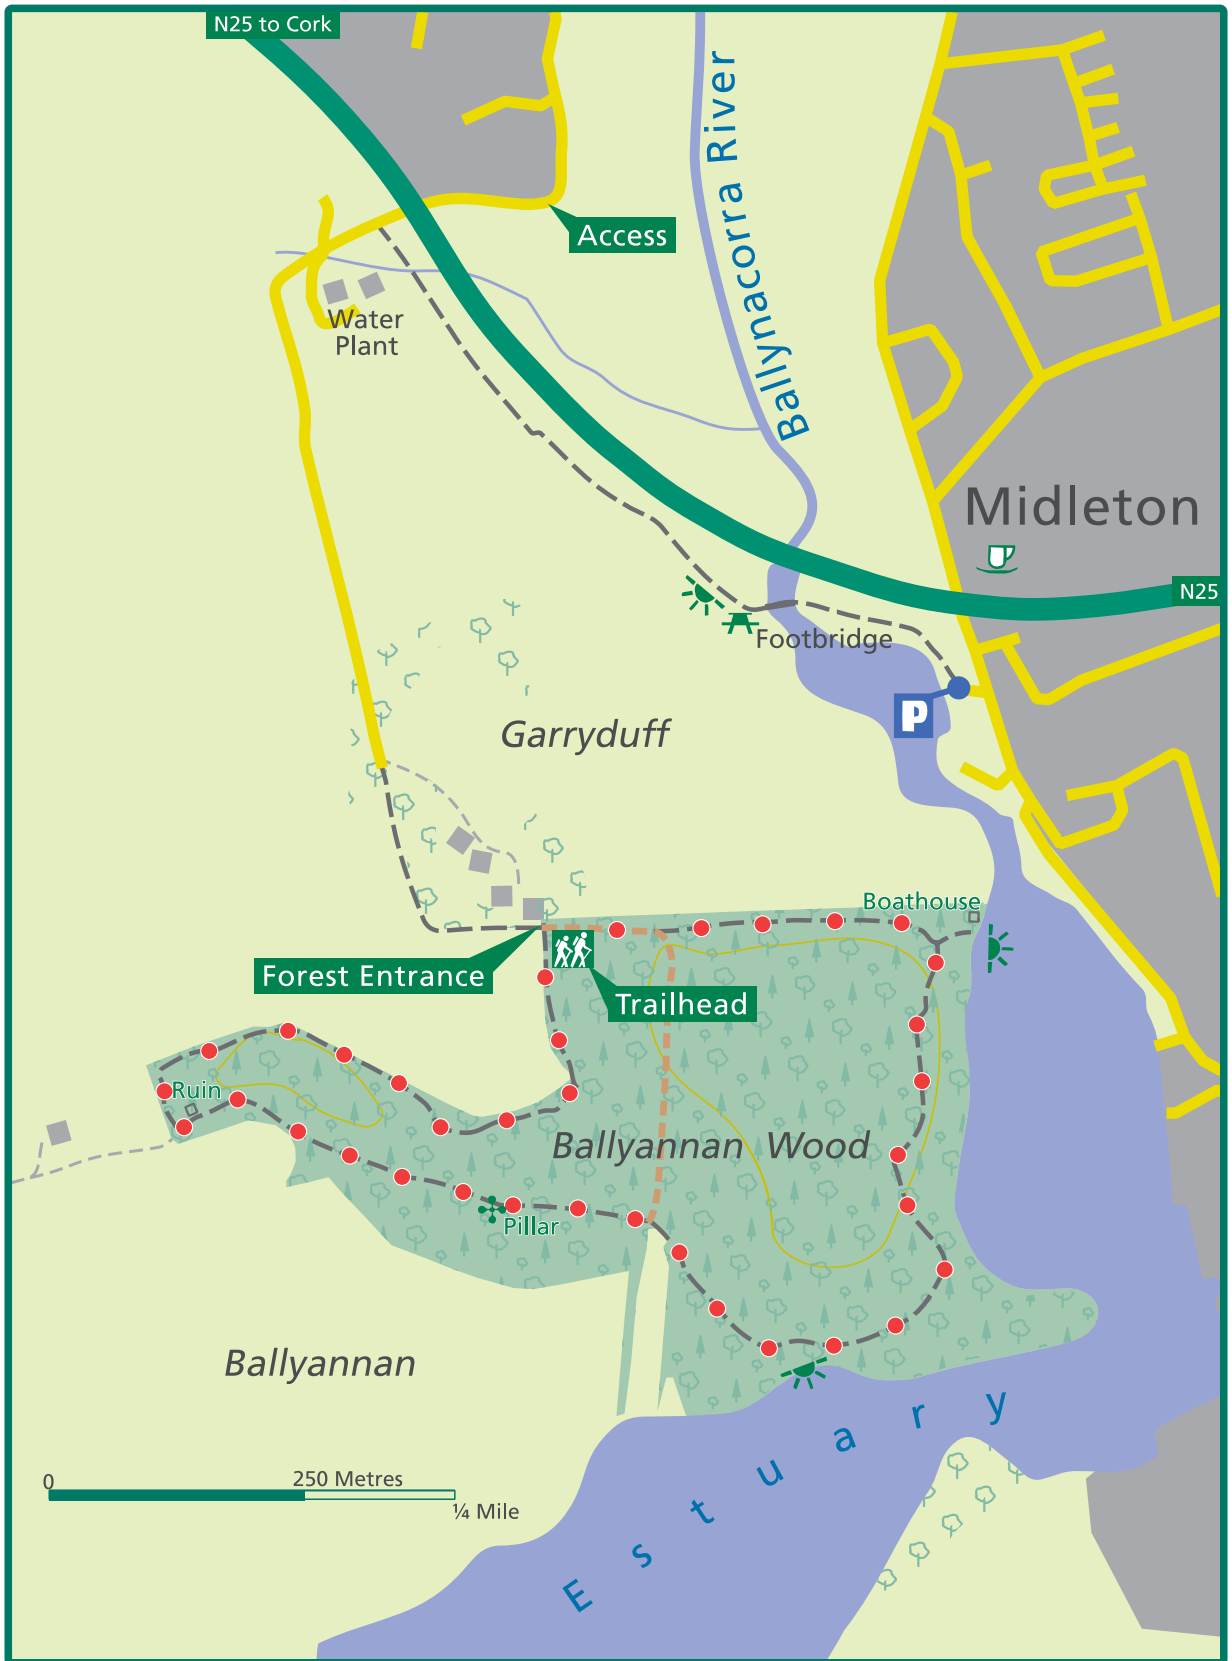 N25 to Cork
Ballynacorra River
Access
Water
Plant
Midleton
N25
Footbridge
P
Garryduff
Boathouse
Forest Entrance
Trailhead
Ruin
Ballyannan Wood
Pillar
Ballyannan
Estuary
0
250 Metres
¼ Mile